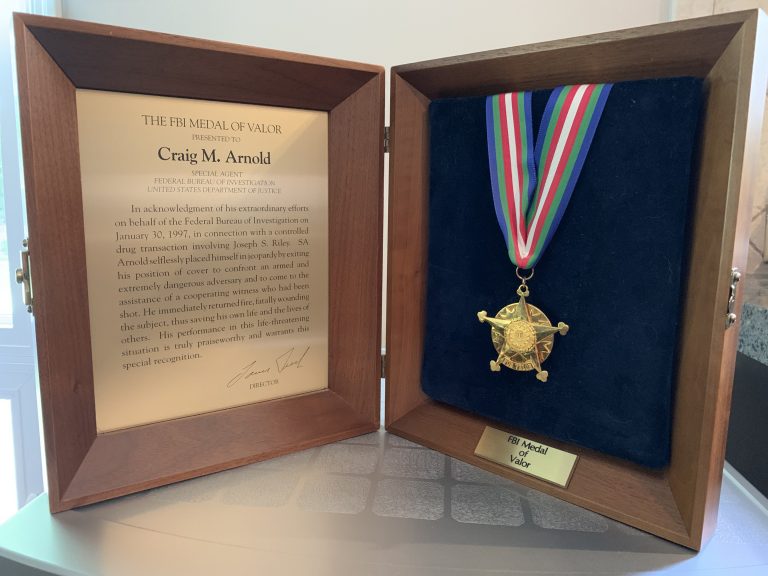 THE FBI MEDAL OF VALOR
PRESENTED TO
Craig M. Arnold
SPECIAL AGENT
FEDERAL BUREAU OF INVESTIGATION
UNITED STATES DEPARTMENT OF JUSTICE
In acknowledgment of his extraordinary efforts
on behalf of the Federal Bureau of Investigation on
January 30, 1997, in connection with a controlled
drug transaction involving Joseph S. Riley. SA
Arnold selflessly placed himself in jeopardy by exiting
his position of cover to confront an armed and
extremely dangerous adversary and to come to the
assistance of a cooperating witness who had been
shot. He immediately returned fire, fatally wounding
the subject, thus saving his own life and the lives of
others. His performance in this life-threatening
situation is truly praiseworthy and warrants this
special recognition.
DIRECTOR
FBI Medal
of
Valor